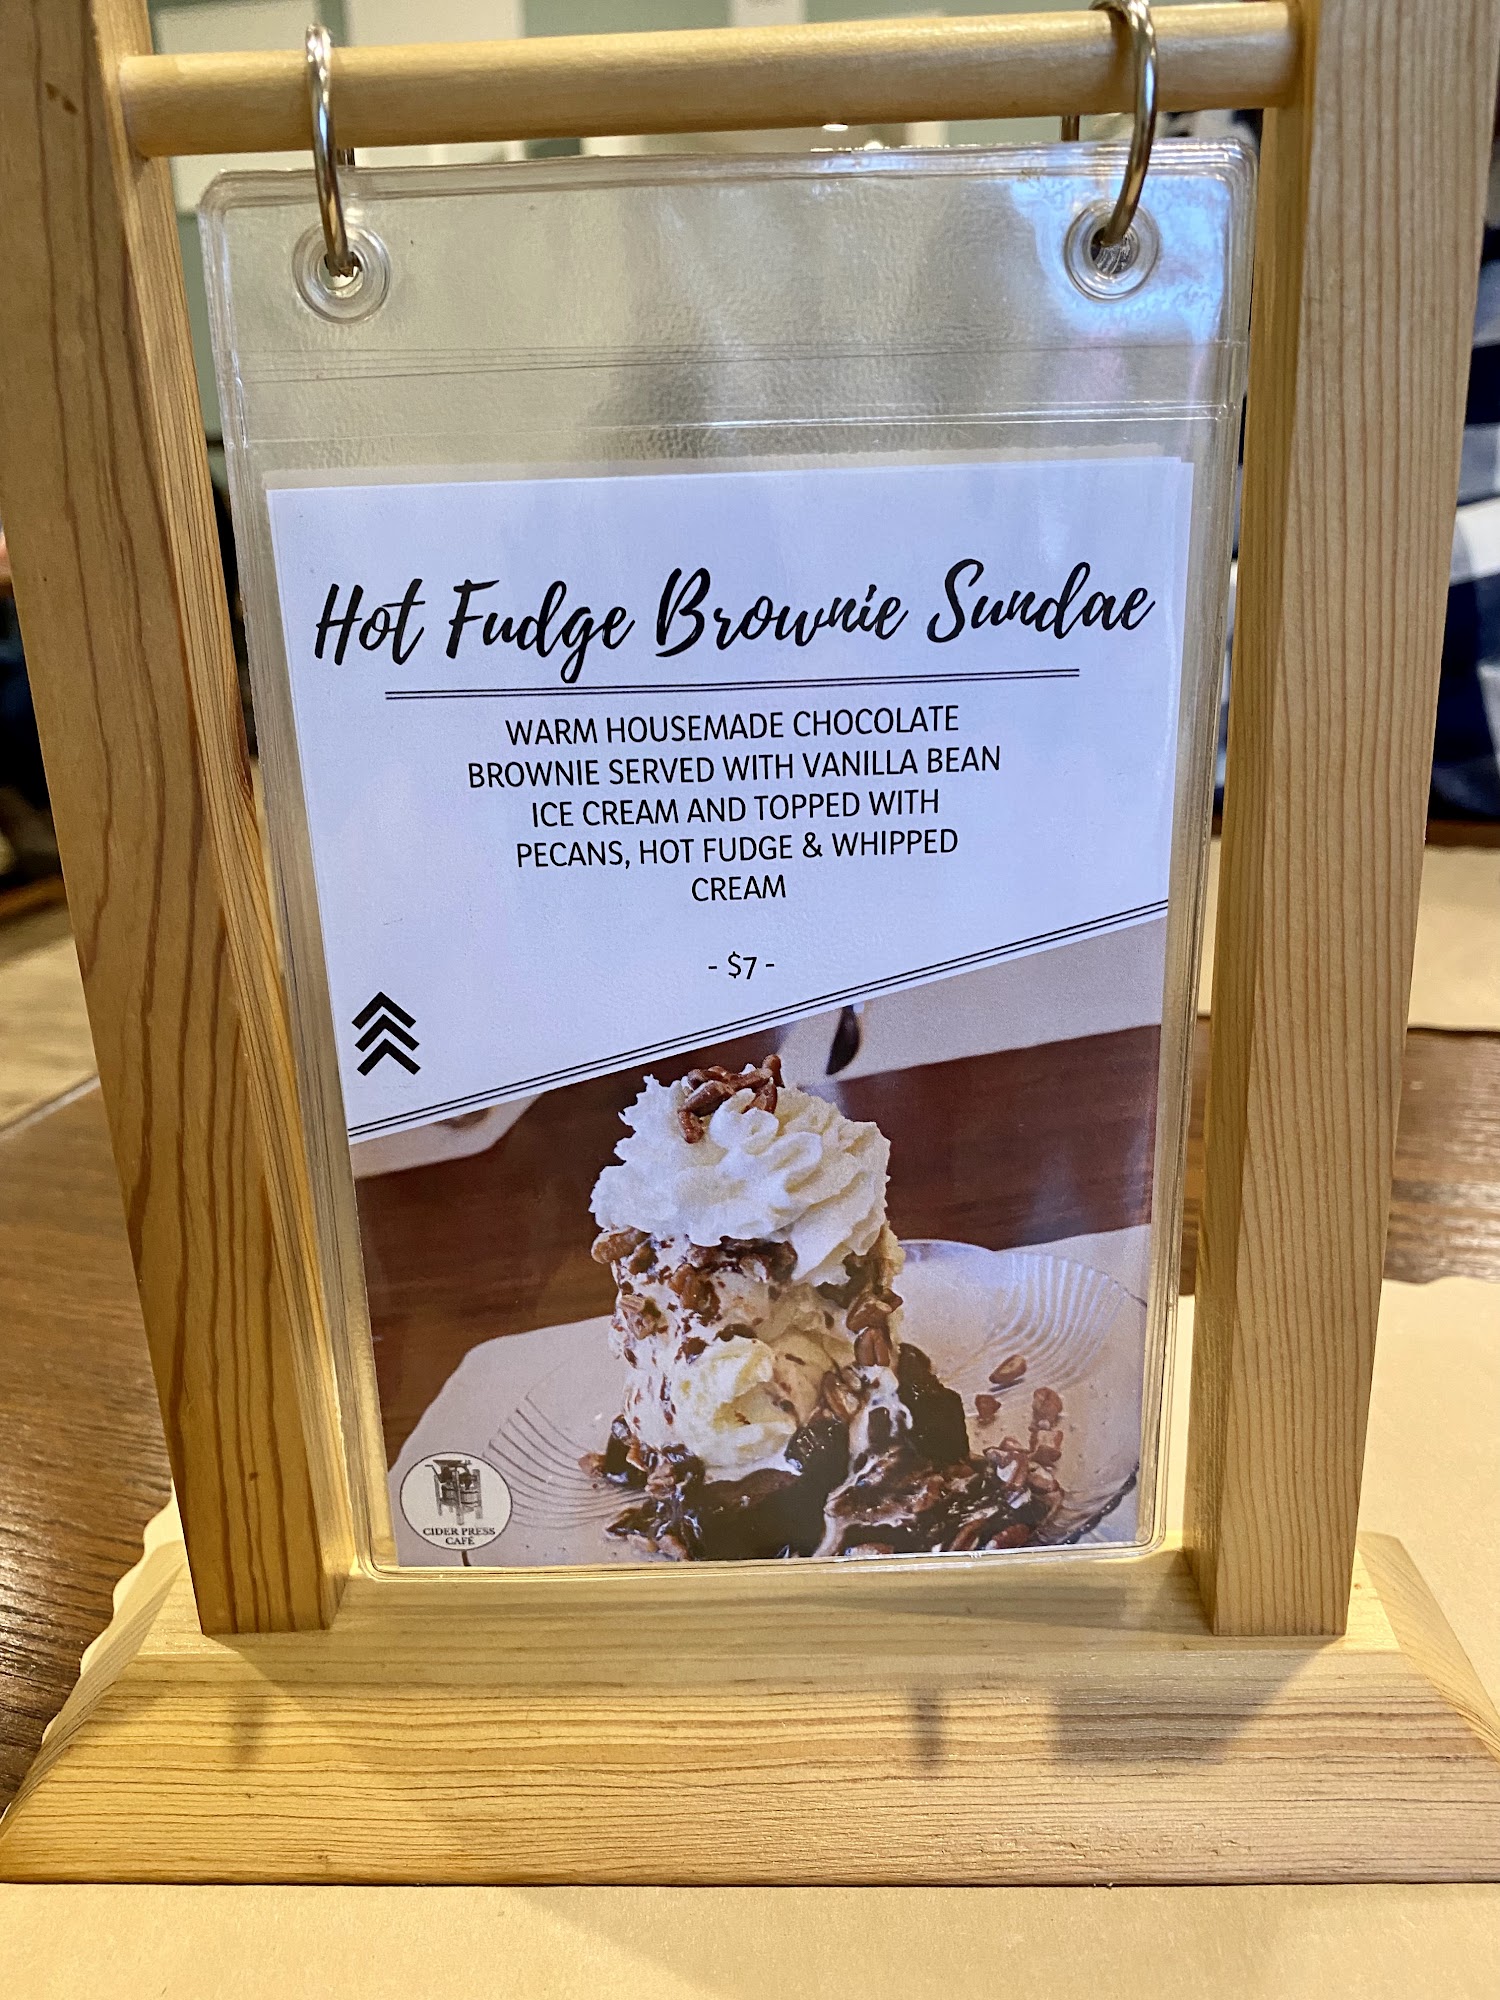 Hot Fudge Brownie Sundae
WARM HOUSEMADE CHOCOLATE
BROWNIE SERVED WITH VANILLA BEAN
ICE CREAM AND TOPPED WITH
PECANS, HOT FUDGE & WHIPPED
CREAM
- $7 -
CIDER PRESS
CAFÉ